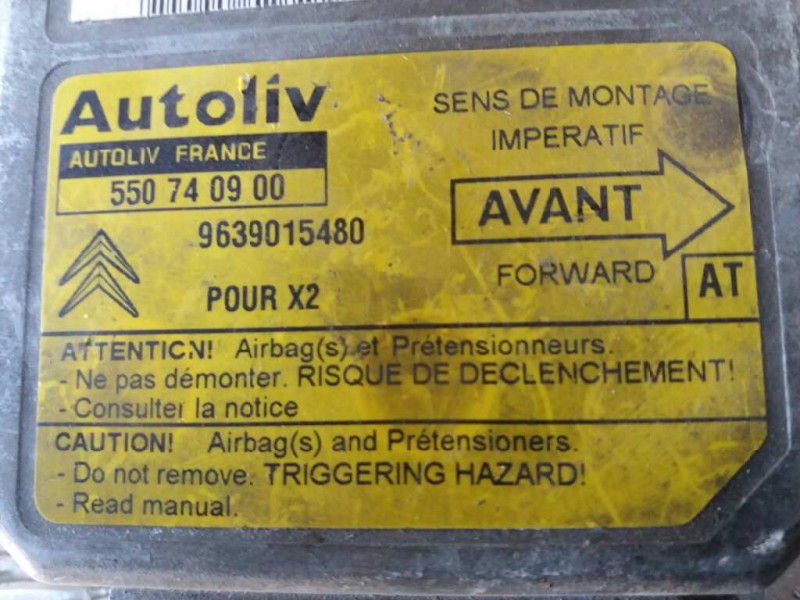 Autoliv
AUTOLIV FRANCE
550 74 09 00
9639015480
POUR X2
SENS DE MONTAGE
IMPERATIF
AVANT
FORWARD
AT
ATTENTION! Airbag(s) et Prétensionneurs.
- Ne pas démonter. RISQUE DE DECLENCHEMENT!
- Consulter la notice
CAUTION! Airbag(s) and Prétensioners.
- Do not remove. TRIGGERING HAZARD!
- Read manual.